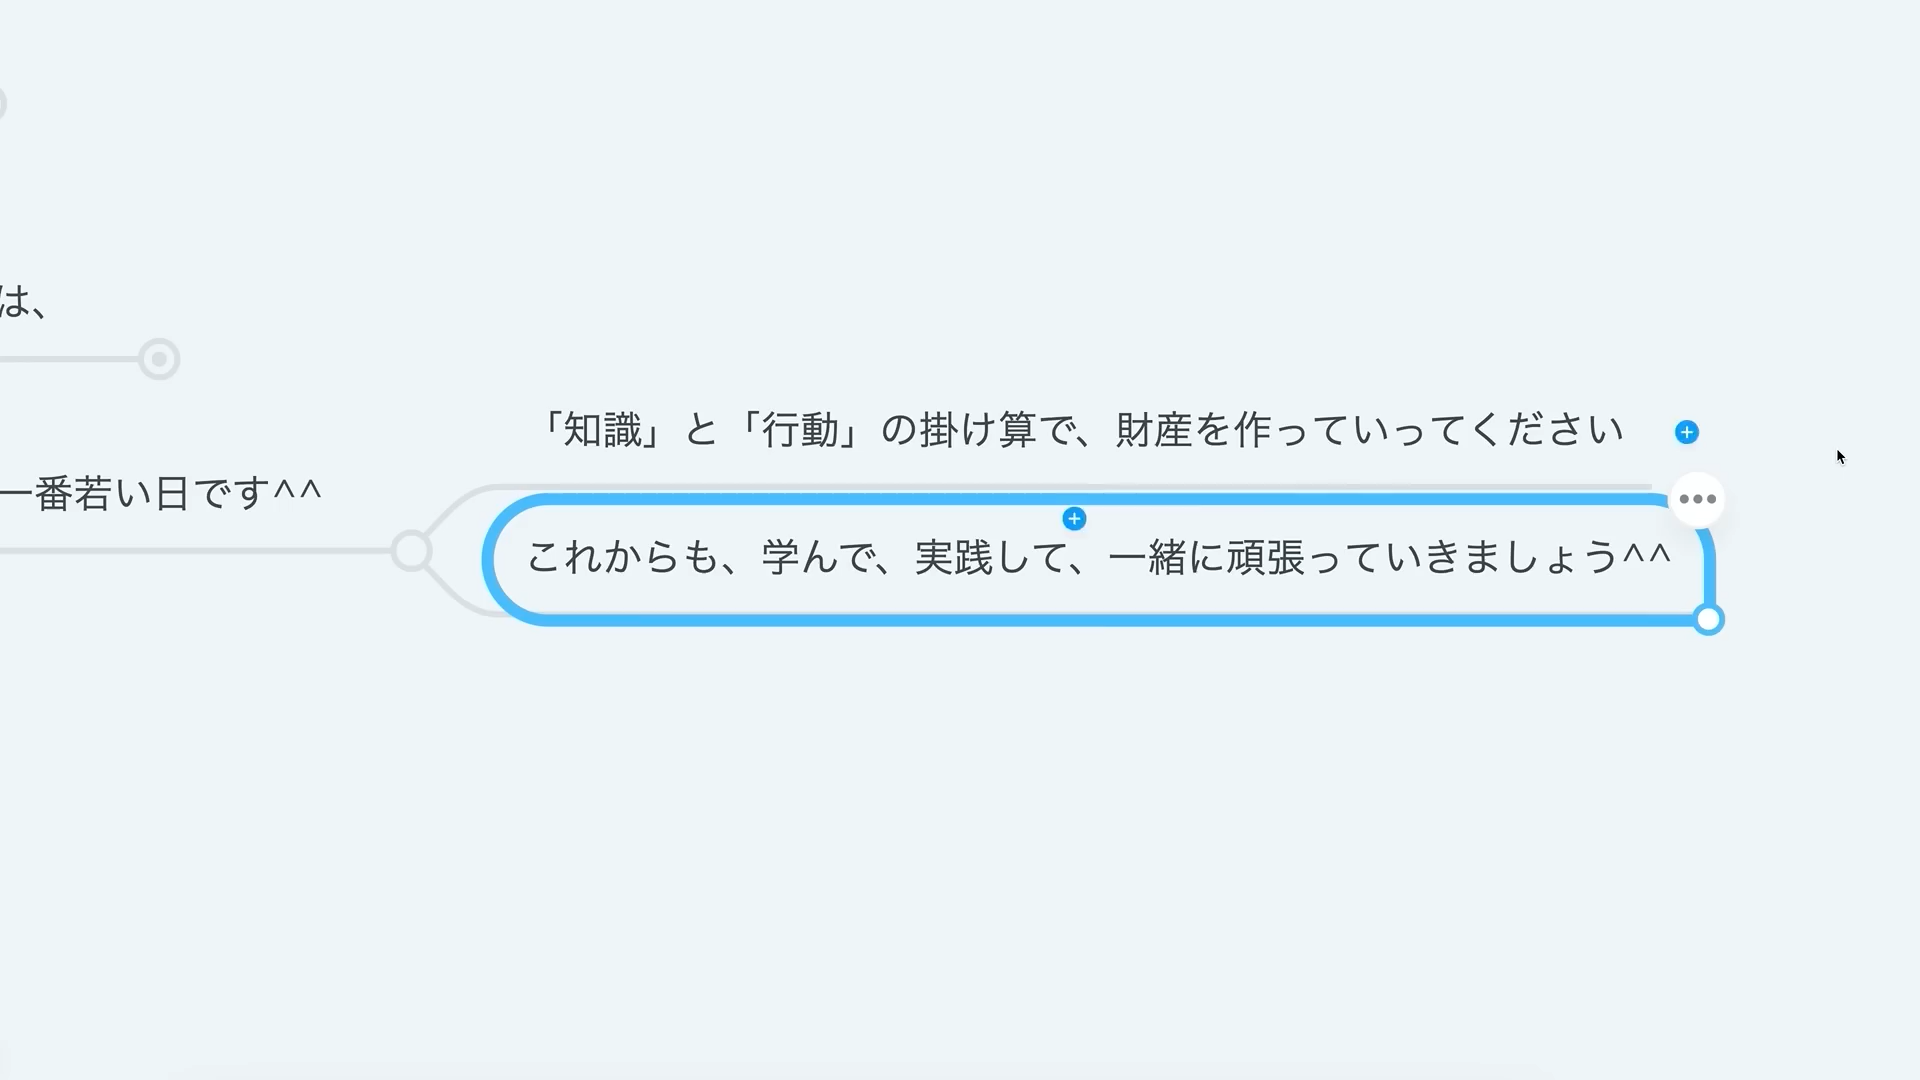 は、
「知識」と「行動」の掛け算で、財産を作っていってください
一番若い日です^^
これからも、学んで、実践して、一緒に頑張っていきましょう^^